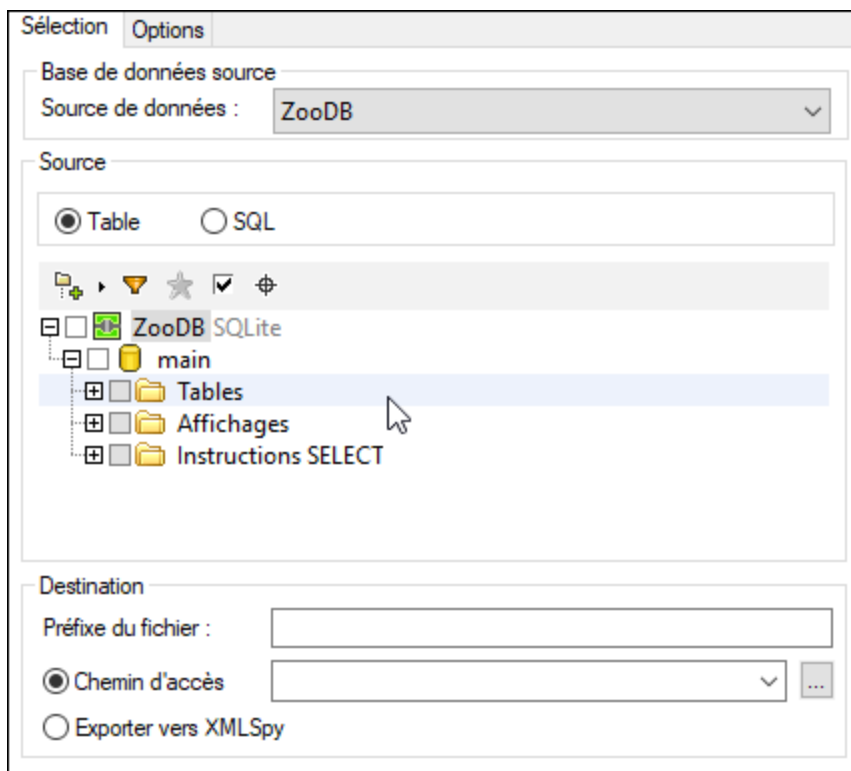 Sélection Options
Base de données source
Source de données : ZooDB
Source
Table SQL
ZooDB SQLite
main
Tables
Affichages
Instructions SELECT
Destination
Préfixe du fichier :
Chemin d'accès ...
Exporter vers XMLSpy